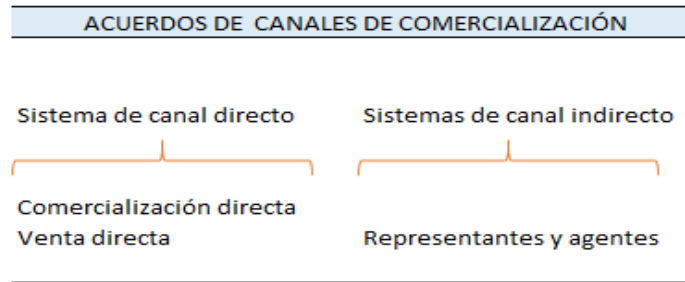 ACUERDOS DE CANALES DE COMERCIALIZACIÓN
Sistema de canal directo
Sistemas de canal indirecto
Comercialización directa
Venta directa
Representantes y agentes